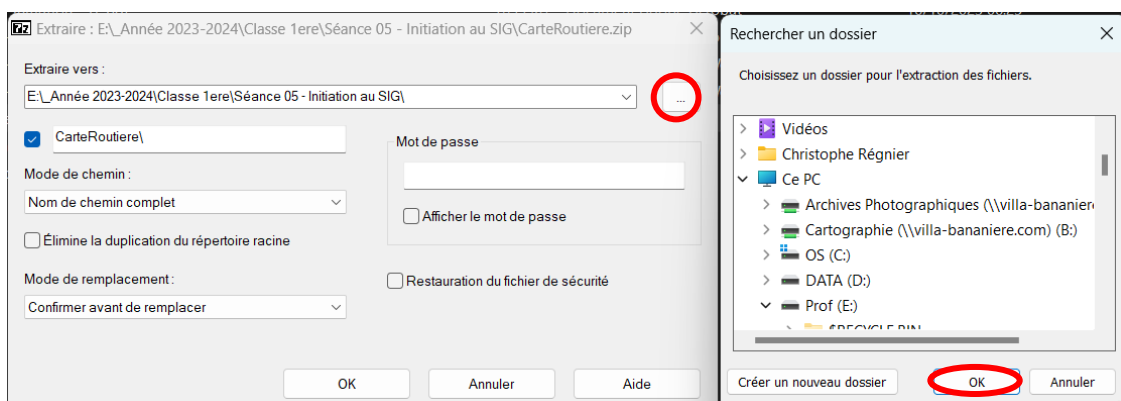 Extraire : E:\_Année 2023-2024\Classe 1ere\Séance 05 - Initiation au SIG\CarteRoutiere.zip
Extraire vers :
E:\_Année 2023-2024\Classe 1ere\Séance 05 - Initiation au SIG\
...
CarteRoutiere\
Mode de chemin :
Nom de chemin complet
Élimine la duplication du répertoire racine
Mode de remplacement :
Confirmer avant de remplacer
Mot de passe
Afficher le mot de passe
Restauration du fichier de sécurité
OK
Annuler
Aide
Rechercher un dossier
Choisissez un dossier pour l'extraction des fichiers.
Vidéos
Christophe Régnier
Ce PC
Archives Photographiques (\\villa-bananiere
Cartographie (\\villa-bananiere.com) (B:)
OS (C:)
DATA (D:)
Prof (E:)
$RECYCLE.BIN
Créer un nouveau dossier
OK
Annuler